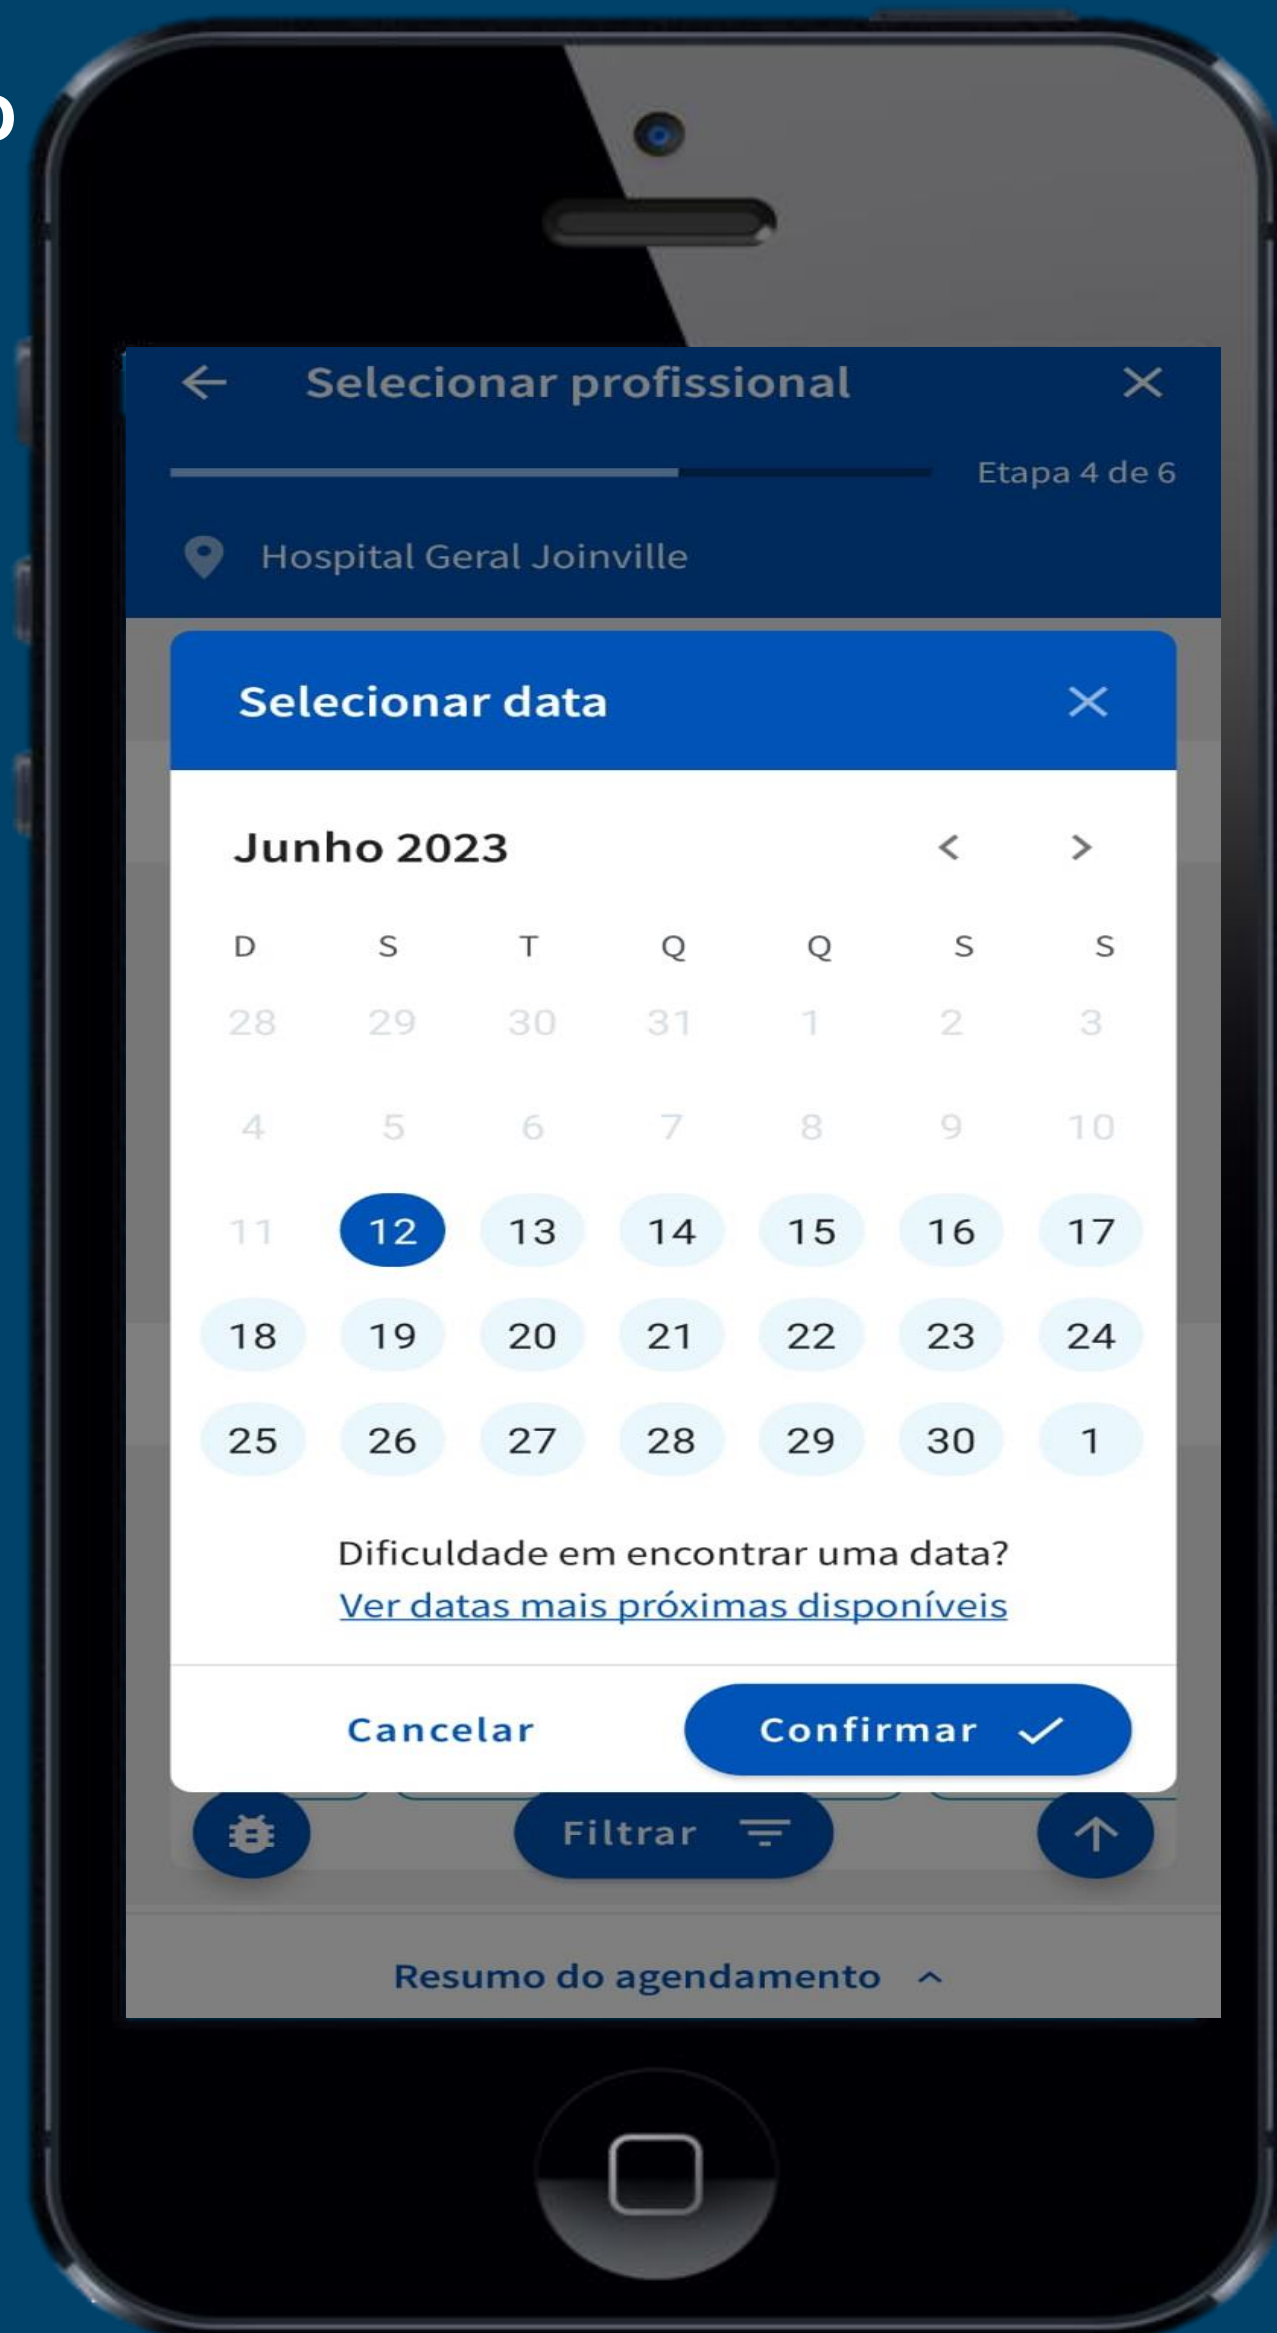 o
Selecionar profissional
Etapa 4 de 6
Hospital Geral Joinville
Selecionar data
Junho 2023
D S T Q Q S S
28 29 30 31 1 2 3
4 5 6 7 8 9 10
11 12 13 14 15 16 17
18 19 20 21 22 23 24
25 26 27 28 29 30 1
Dificuldade em encontrar uma data?
Ver datas mais próximas disponíveis
Cancelar Confirmar
Filtrar
Resumo do agendamento